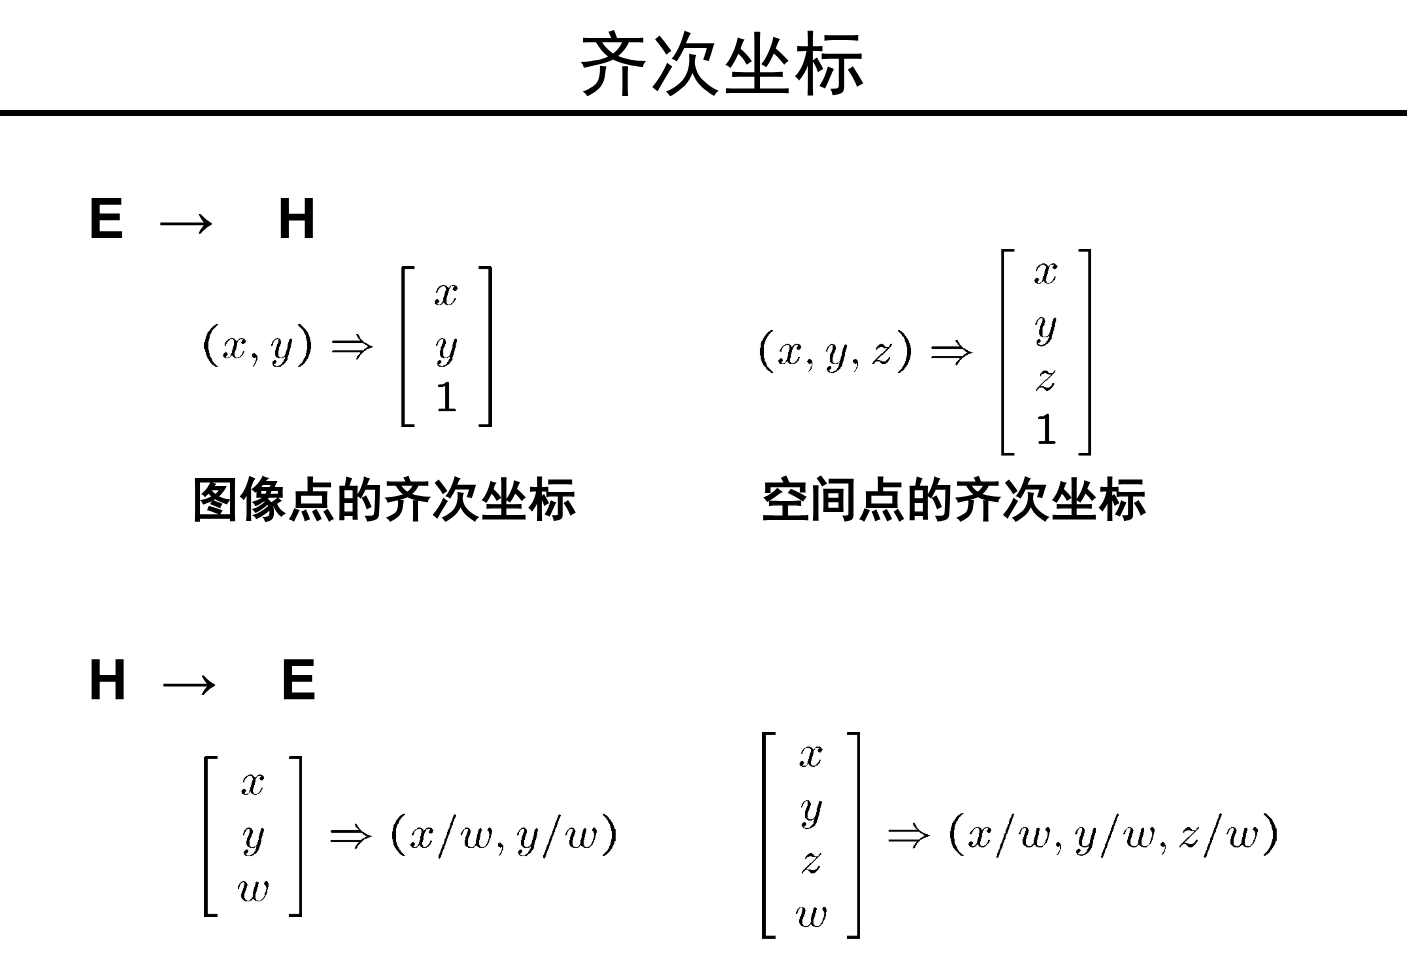 齐次坐标
E → H
(x, y) ⇒ [ x y 1 ]
(x, y, z) ⇒ [ x y z 1 ]
图像点的齐次坐标
空间点的齐次坐标
H → E
[ x y w ] ⇒ (x/w, y/w)
[ x y z w ] ⇒ (x/w, y/w, z/w)